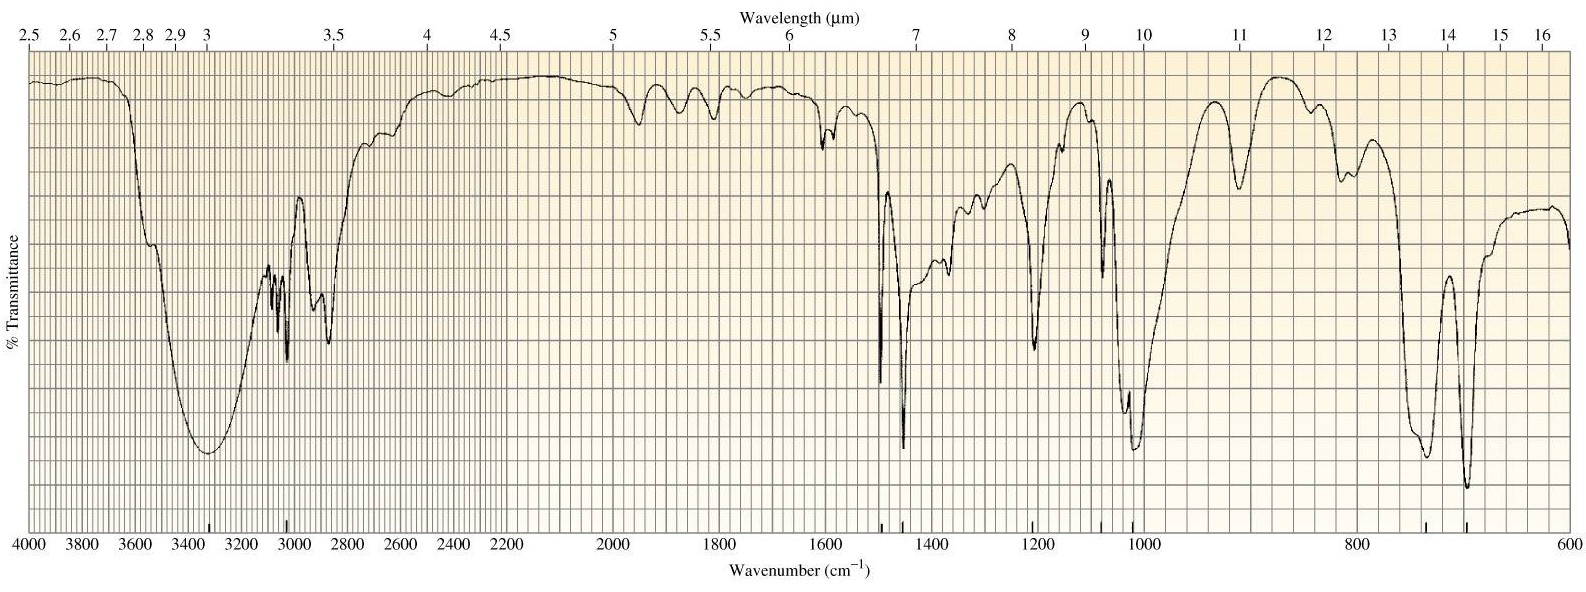 Wavelength (μm)
2.5 2.6 2.7 2.8 2.9 3 3.5 4 4.5 5 5.5 6 7 8 9 10 11 12 13 14 15 16
% Transmittance
4000 3800 3600 3400 3200 3000 2800 2600 2400 2200 2000 1800 1600 1400 1200 1000 800 600
Wavenumber (cm⁻¹)